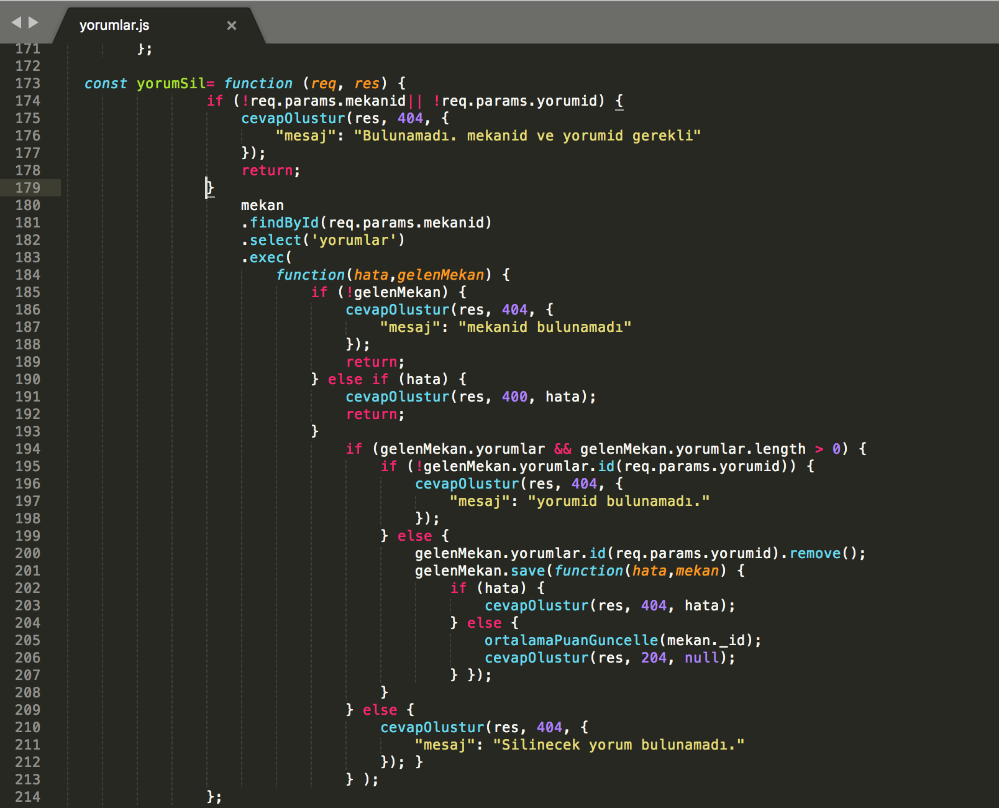 yorumlar.js ×
171 };
172
173 const yorumSil= function (req, res) {
174 if (!req.params.mekanid|| !req.params.yorumid) {
175 cevapOlustur(res, 404, {
176 "mesaj": "Bulunamadı. mekanid ve yorumid gerekli"
177 });
178 return;
179 }
180 mekan
181 .findById(req.params.mekanid)
182 .select('yorumlar')
183 .exec(
184 function(hata,gelenMekan) {
185 if (!gelenMekan) {
186 cevapOlustur(res, 404, {
187 "mesaj": "mekanid bulunamadı"
188 });
189 return;
190 } else if (hata) {
191 cevapOlustur(res, 400, hata);
192 return;
193 }
194 if (gelenMekan.yorumlar && gelenMekan.yorumlar.length > 0) {
195 if (!gelenMekan.yorumlar.id(req.params.yorumid)) {
196 cevapOlustur(res, 404, {
197 "mesaj": "yorumid bulunamadı."
198 });
199 } else {
200 gelenMekan.yorumlar.id(req.params.yorumid).remove();
201 gelenMekan.save(function(hata,mekan) {
202 if (hata) {
203 cevapOlustur(res, 404, hata);
204 } else {
205 ortalamaPuanGuncelle(mekan._id);
206 cevapOlustur(res, 204, null);
207 } });
208 }
209 } else {
210 cevapOlustur(res, 404, {
211 "mesaj": "Silinecek yorum bulunamadı."
212 }); }
213 } );
214 };